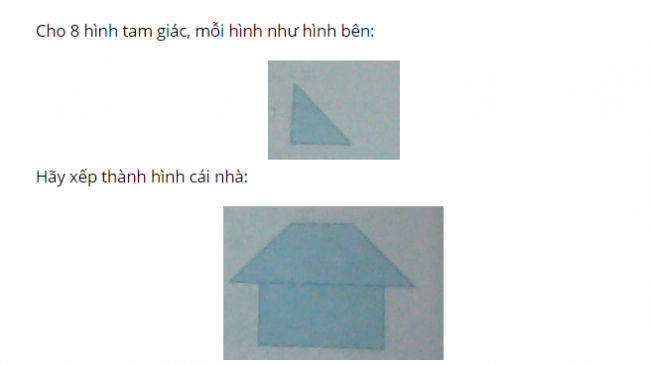 Cho 8 hình tam giác, mỗi hình như hình bên:
Hãy xếp thành hình cái nhà: